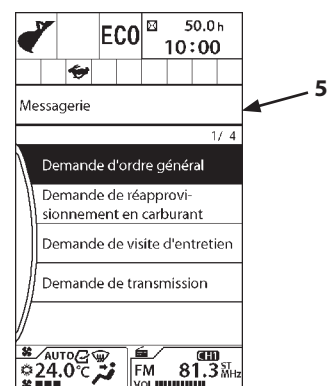 ECO 50.0h
10:00
Messagerie
5
1/ 4
Demande d'ordre général
Demande de réapprovi-
sionnement en carburant
Demande de visite d'entretien
Demande de transmission
AUTO
24.0°C
CH1
FM 81.3 ST MHz
VOL